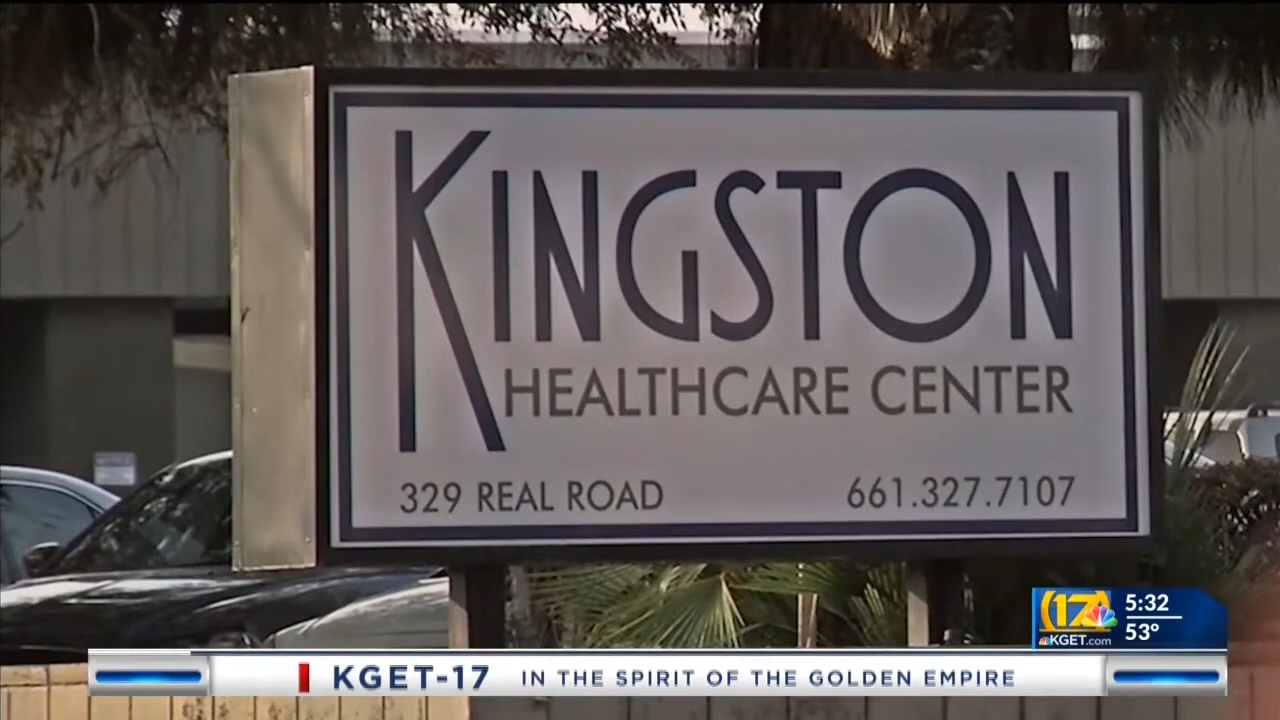 KINGSTON
HEALTHCARE CENTER
329 REAL ROAD
661.327.7107
17
5:32
KGET.com
53°
KGET-17 IN THE SPIRIT OF THE GOLDEN EMPIRE